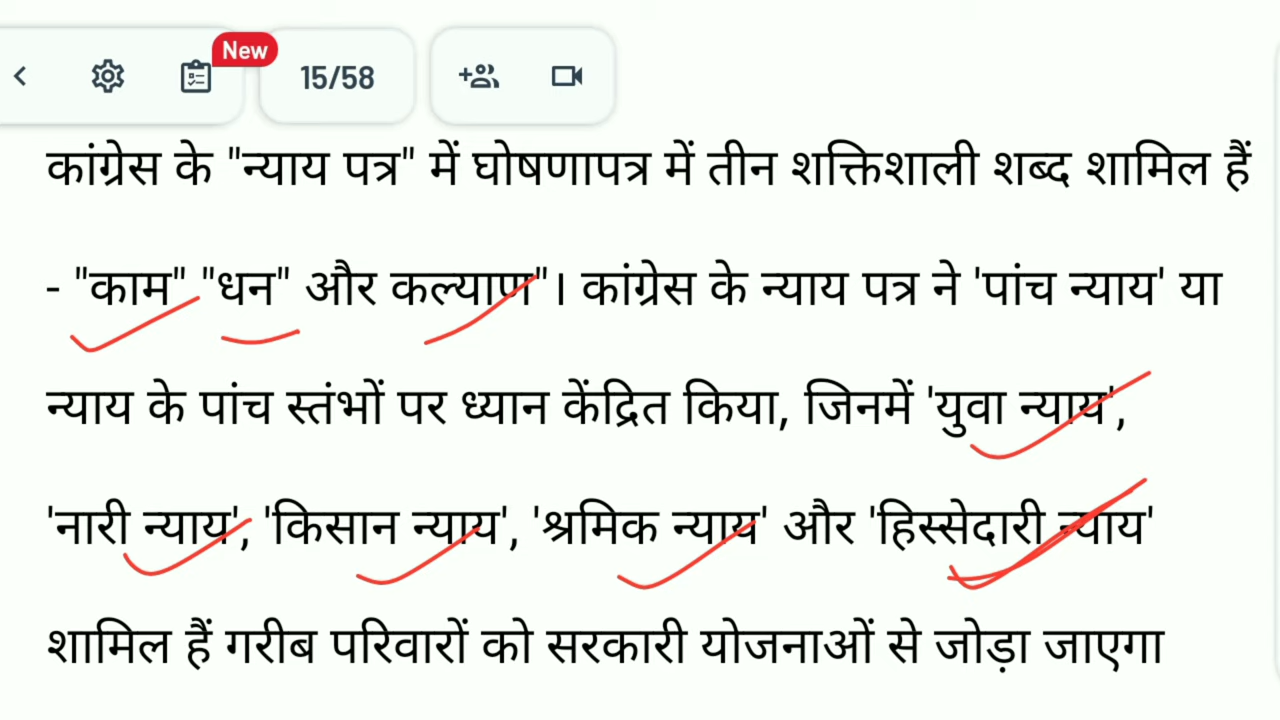 New
15/58
कांग्रेस के "न्याय पत्र" में घोषणापत्र में तीन शक्तिशाली शब्द शामिल हैं
- "काम" "धन" और कल्याण"। कांग्रेस के न्याय पत्र ने 'पांच न्याय' या
न्याय के पांच स्तंभों पर ध्यान केंद्रित किया, जिनमें 'युवा न्याय',
'नारी न्याय', 'किसान न्याय', 'श्रमिक न्याय' और 'हिस्सेदारी न्याय'
शामिल हैं गरीब परिवारों को सरकारी योजनाओं से जोड़ा जाएगा